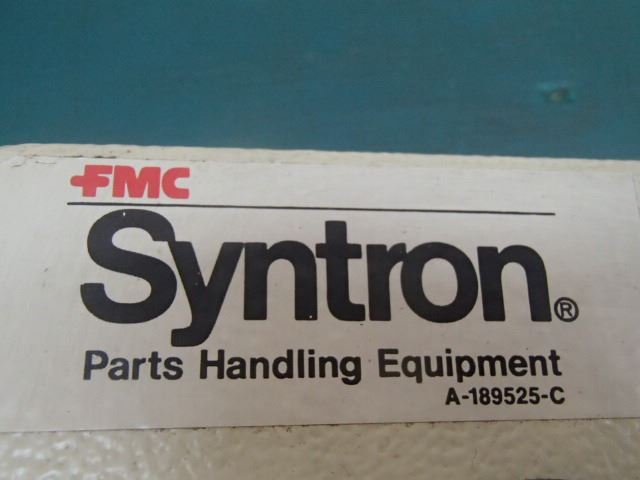 FMC
Syntron®
Parts Handling Equipment
A-189525-C